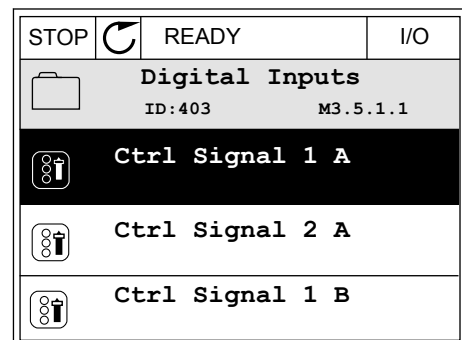 STOP READY I/O
Digital Inputs
ID:403 M3.5.1.1
Ctrl Signal 1 A
Ctrl Signal 2 A
Ctrl Signal 1 B